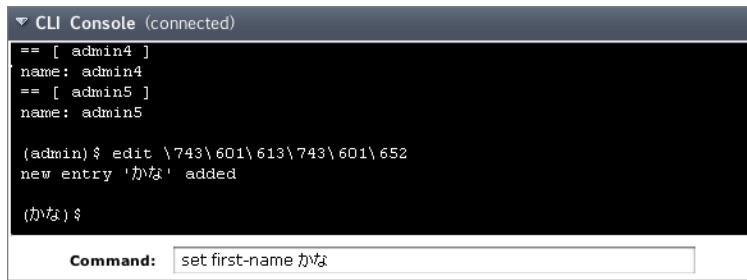 CLI Console (connected)
== [ admin4 ]
name: admin4
== [ admin5 ]
name: admin5
(admin)$ edit \743\601\613\743\601\652
new entry 'かな' added
(かな)$
Command: set first-name かな